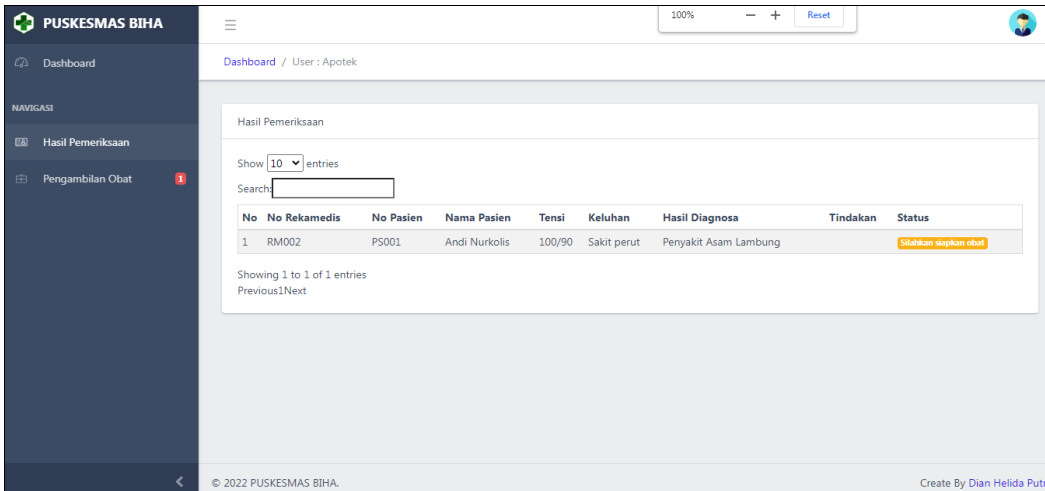 PUSKESMAS BIHA
100% − + Reset
Dashboard
Dashboard / User : Apotek
NAVIGASI
Hasil Pemeriksaan
Pengambilan Obat 1
Hasil Pemeriksaan
Show 10 entries
Search:
No No Rekamedis No Pasien Nama Pasien Tensi Keluhan Hasil Diagnosa Tindakan Status
1 RM002 PS001 Andi Nurkolis 100/90 Sakit perut Penyakit Asam Lambung Silahkan siapkan obat
Showing 1 to 1 of 1 entries
Previous1Next
© 2022 PUSKESMAS BIHA.
Create By Dian Helida Putr